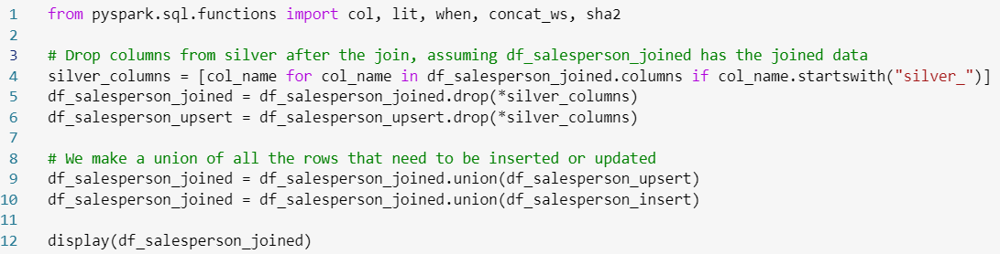 1 from pyspark.sql.functions import col, lit, when, concat_ws, sha2
2
3 # Drop columns from silver after the join, assuming df_salesperson_joined has the joined data
4 silver_columns = [col_name for col_name in df_salesperson_joined.columns if col_name.startswith("silver_")]
5 df_salesperson_joined = df_salesperson_joined.drop(*silver_columns)
6 df_salesperson_upsert = df_salesperson_upsert.drop(*silver_columns)
7
8 # We make a union of all the rows that need to be inserted or updated
9 df_salesperson_joined = df_salesperson_joined.union(df_salesperson_upsert)
10 df_salesperson_joined = df_salesperson_joined.union(df_salesperson_insert)
11
12 display(df_salesperson_joined)